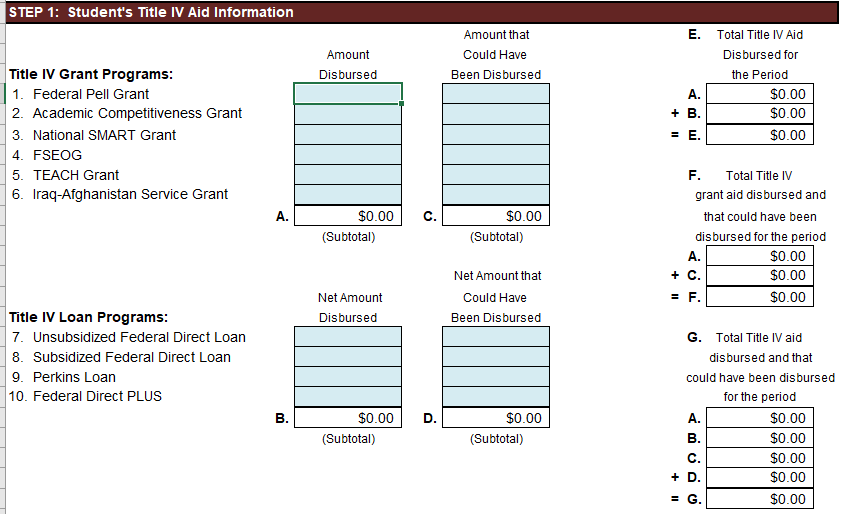 STEP 1: Student's Title IV Aid Information
Amount
Disbursed
Amount that
Could Have
Been Disbursed
Title IV Grant Programs:
1. Federal Pell Grant
2. Academic Competitiveness Grant
3. National SMART Grant
4. FSEOG
5. TEACH Grant
6. Iraq-Afghanistan Service Grant
A. $0.00
(Subtotal)
C. $0.00
(Subtotal)
Net Amount
Disbursed
Net Amount that
Could Have
Been Disbursed
Title IV Loan Programs:
7. Unsubsidized Federal Direct Loan
8. Subsidized Federal Direct Loan
9. Perkins Loan
10. Federal Direct PLUS
B. $0.00
(Subtotal)
D. $0.00
(Subtotal)
E. Total Title IV Aid
Disbursed for
the Period
A. $0.00
+ B. $0.00
= E. $0.00
F. Total Title IV
grant aid disbursed and
that could have been
disbursed for the period
A. $0.00
+ C. $0.00
= F. $0.00
G. Total Title IV aid
disbursed and that
could have been disbursed
for the period
A. $0.00
B. $0.00
C. $0.00
+ D. $0.00
= G. $0.00